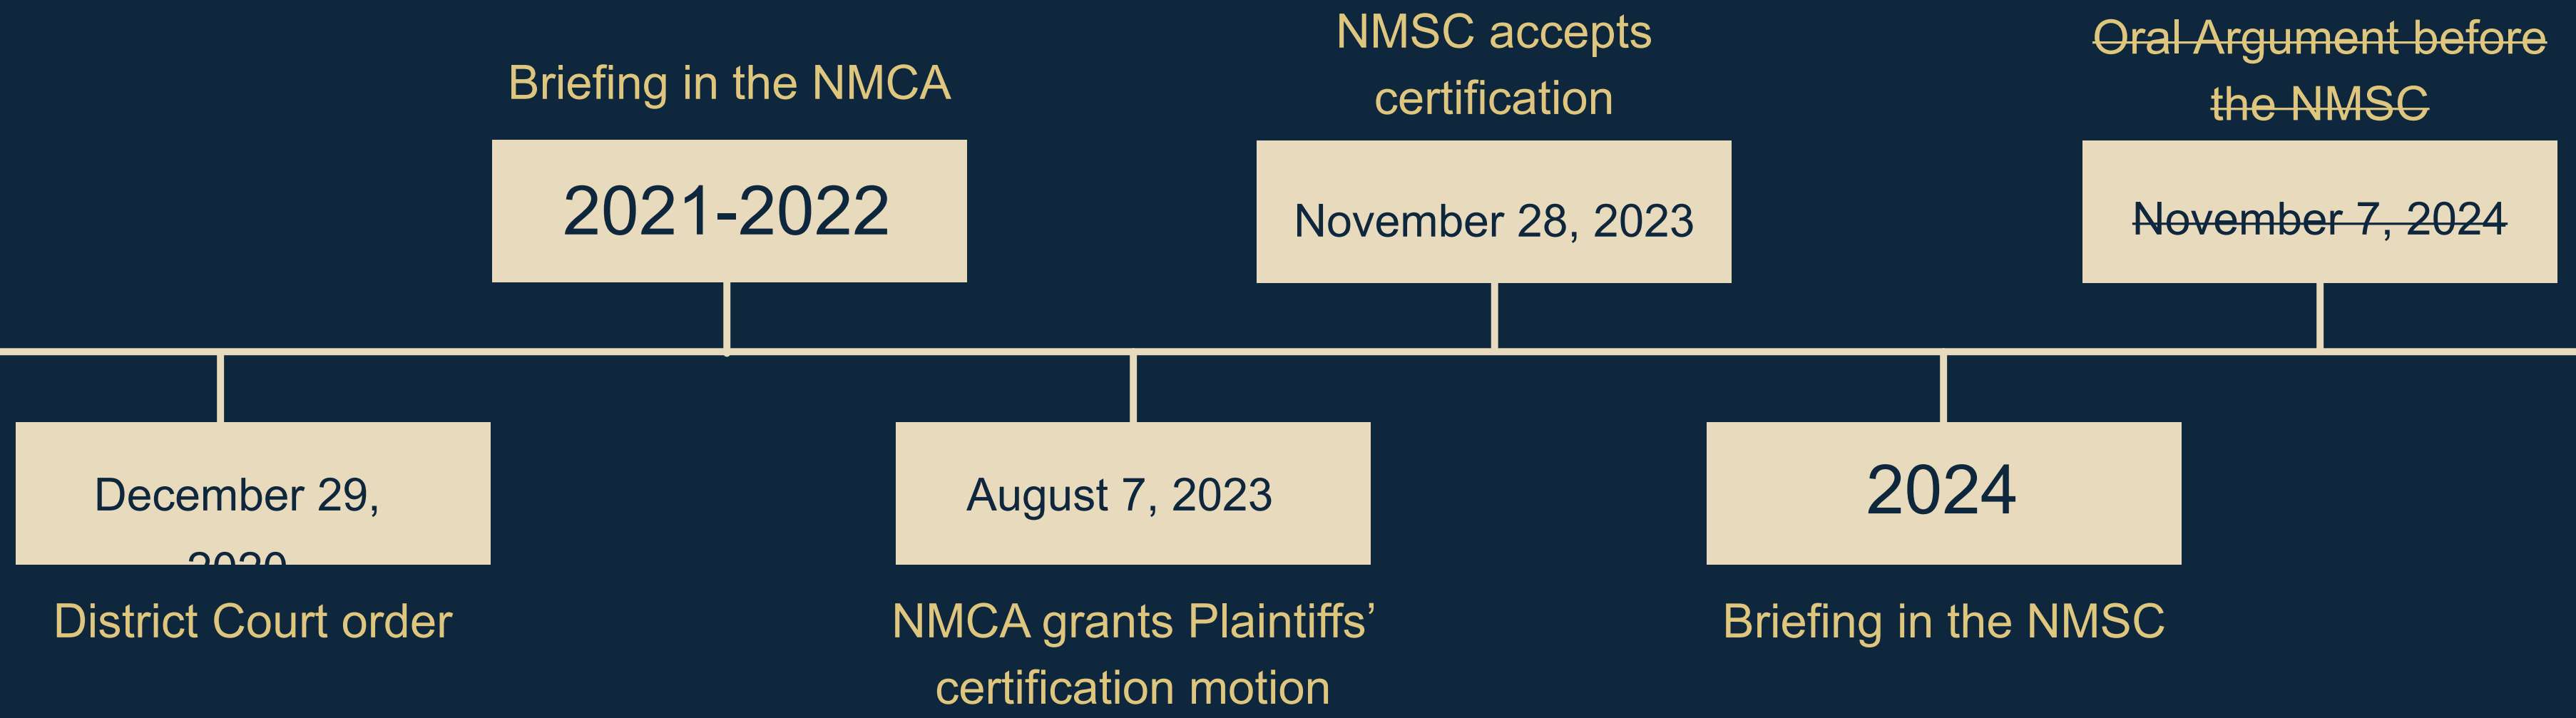 December 29,
2020
District Court order
Briefing in the NMCA
2021-2022
August 7, 2023
NMCA grants Plaintiffs’
certification motion
NMSC accepts
certification
November 28, 2023
2024
Briefing in the NMSC
Oral Argument before
the NMSC
November 7, 2024